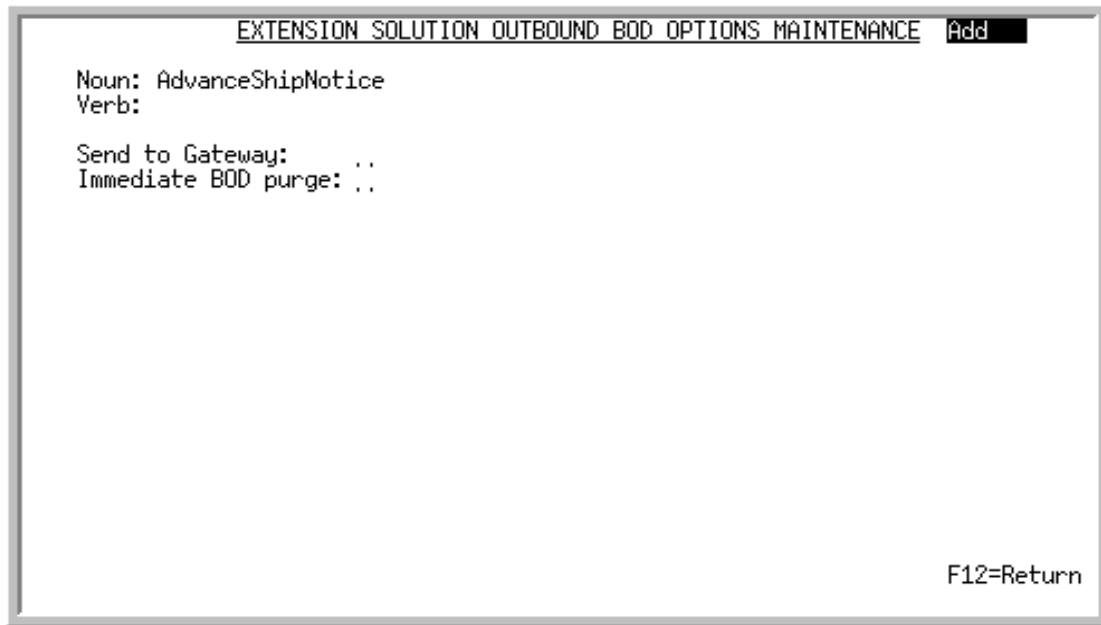 EXTENSION SOLUTION OUTBOUND BOD OPTIONS MAINTENANCE Add
Noun: AdvanceShipNotice
Verb:
Send to Gateway: ..
Immediate BOD purge: ..
F12=Return